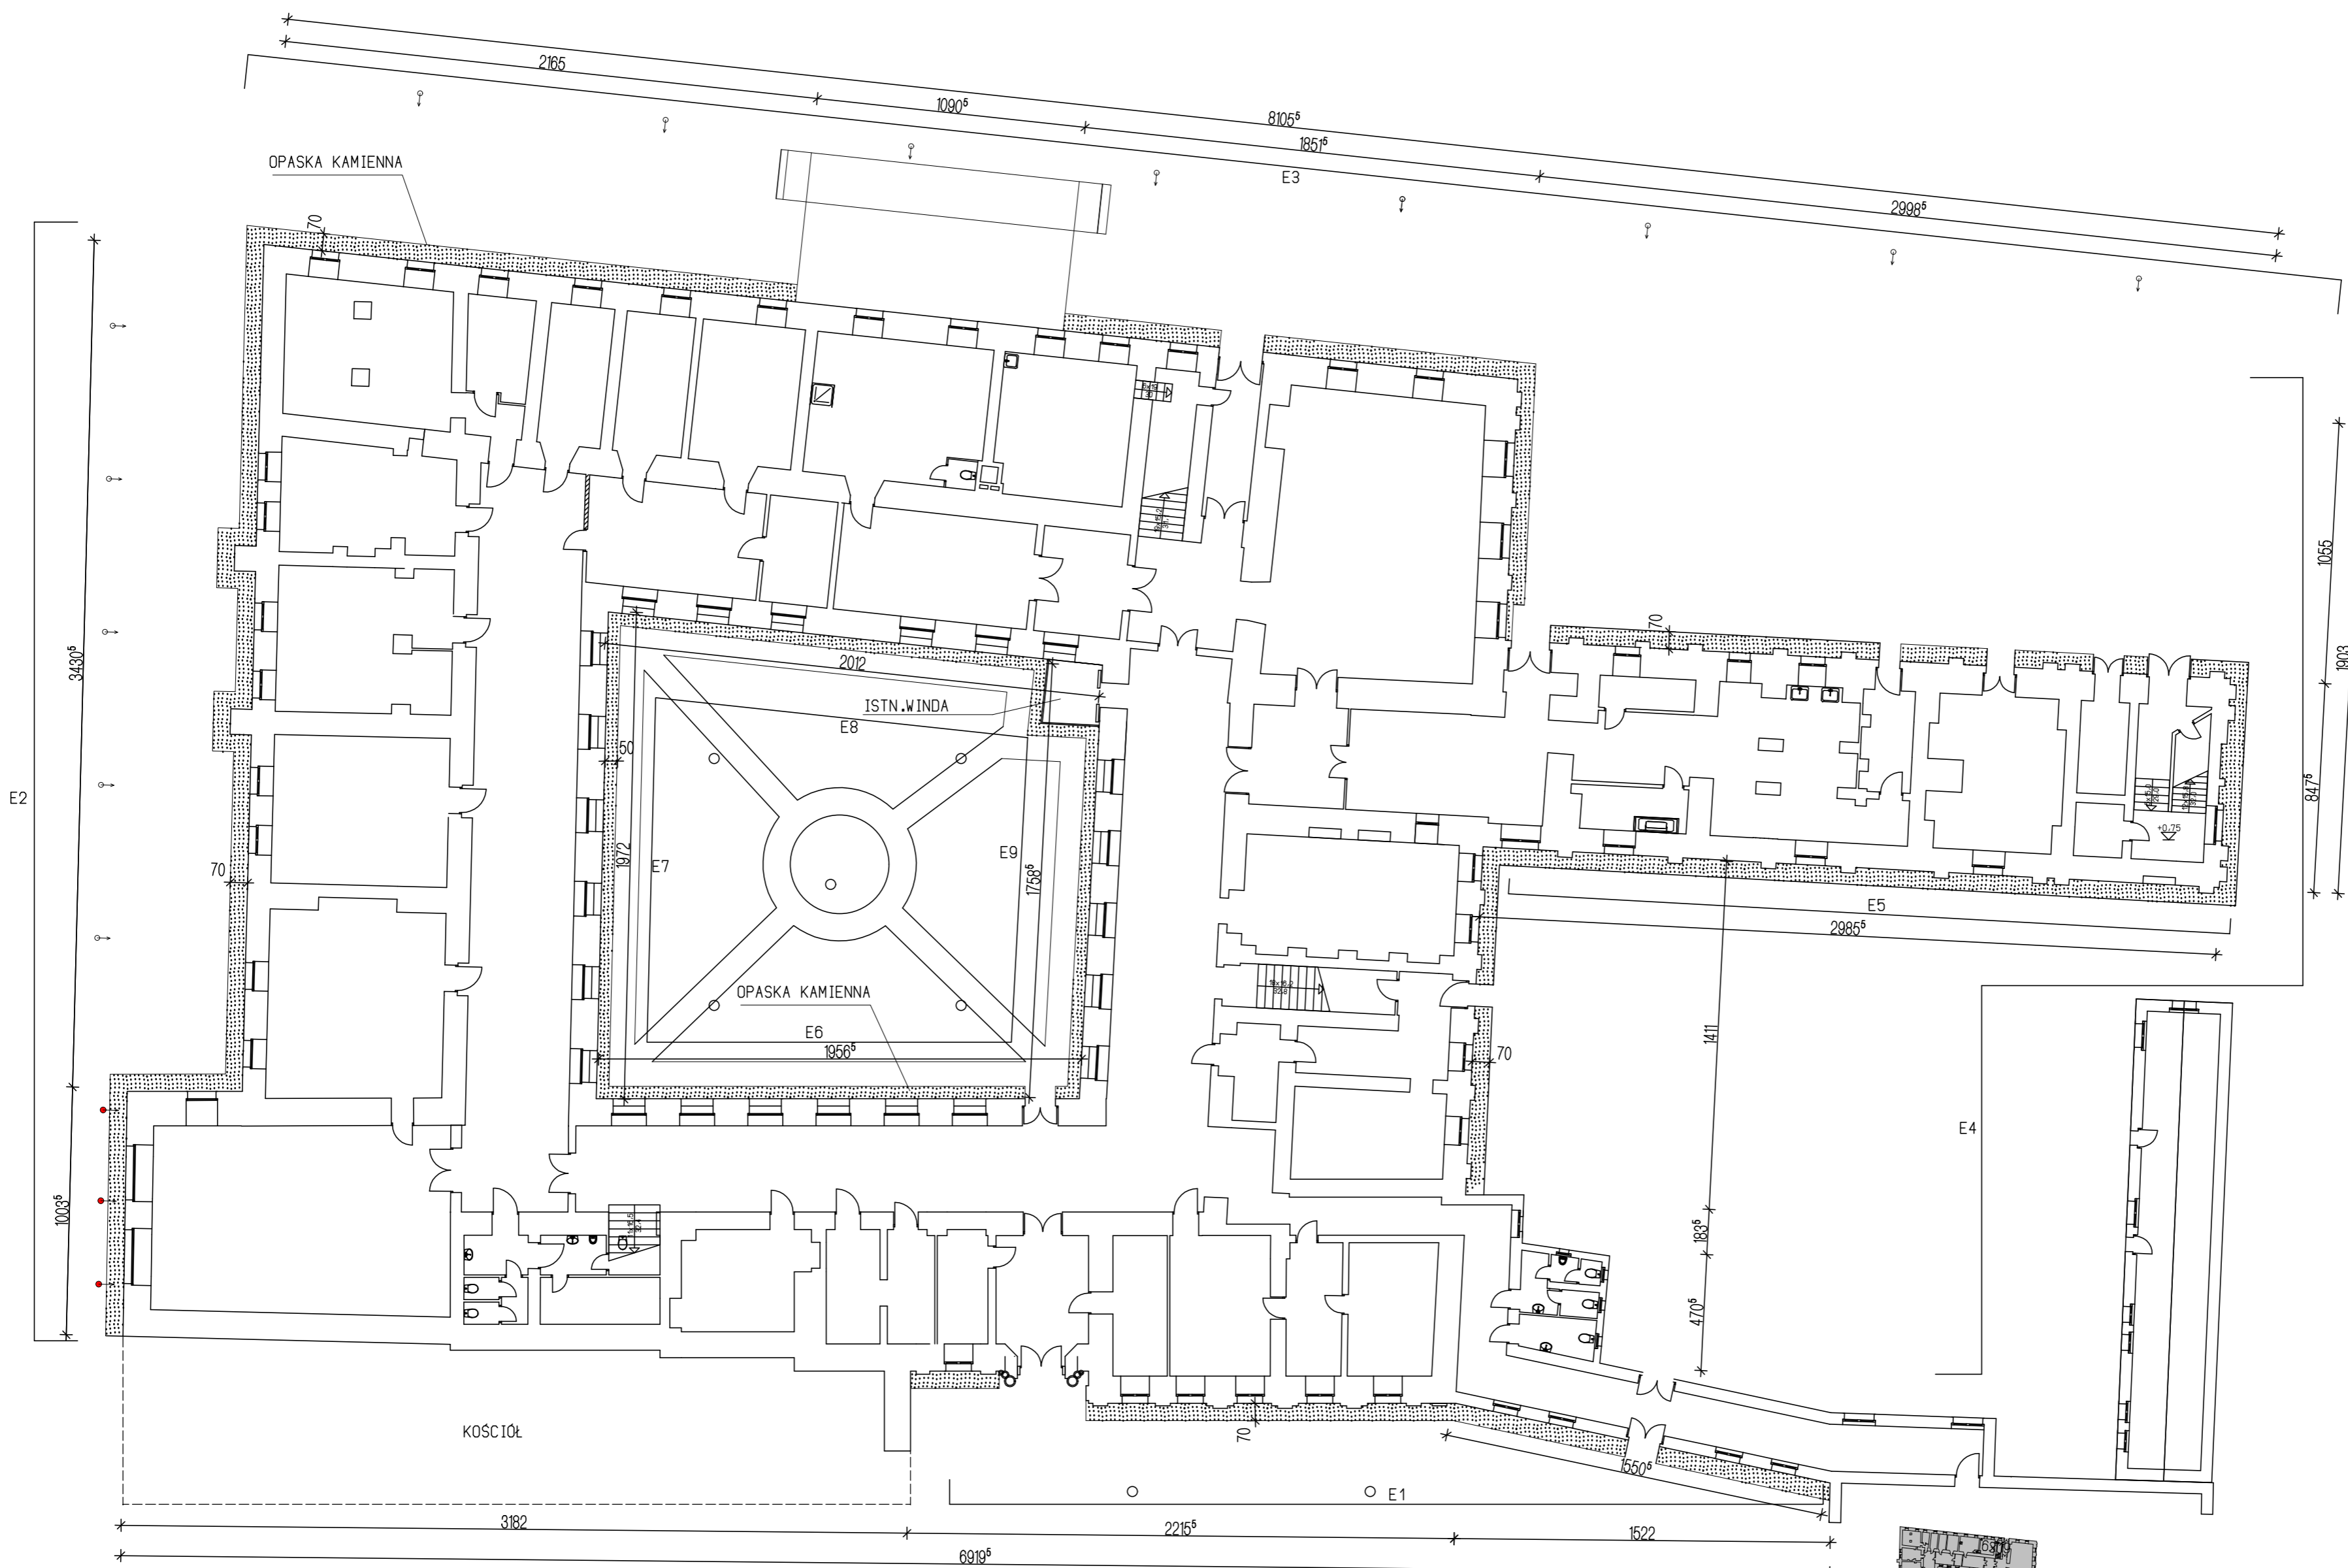 2165
1090⁵
8105⁵
1851⁵
E3
2998⁵
OPASKA KAMIENNA
70
1055
3430⁵
70
1903
2012
ISTN.WINDA
E8
50
E2
8475
+0.75
1972
E7
E9
1758⁵
70
E5
2985⁵
OPASKA KAMIENNA
E6
1956⁵
1411
70
E4
1003⁵
183⁵
470⁵
KOŚCIÓŁ
70
1550⁵
E1
3182
2215⁵
1522
6919⁵